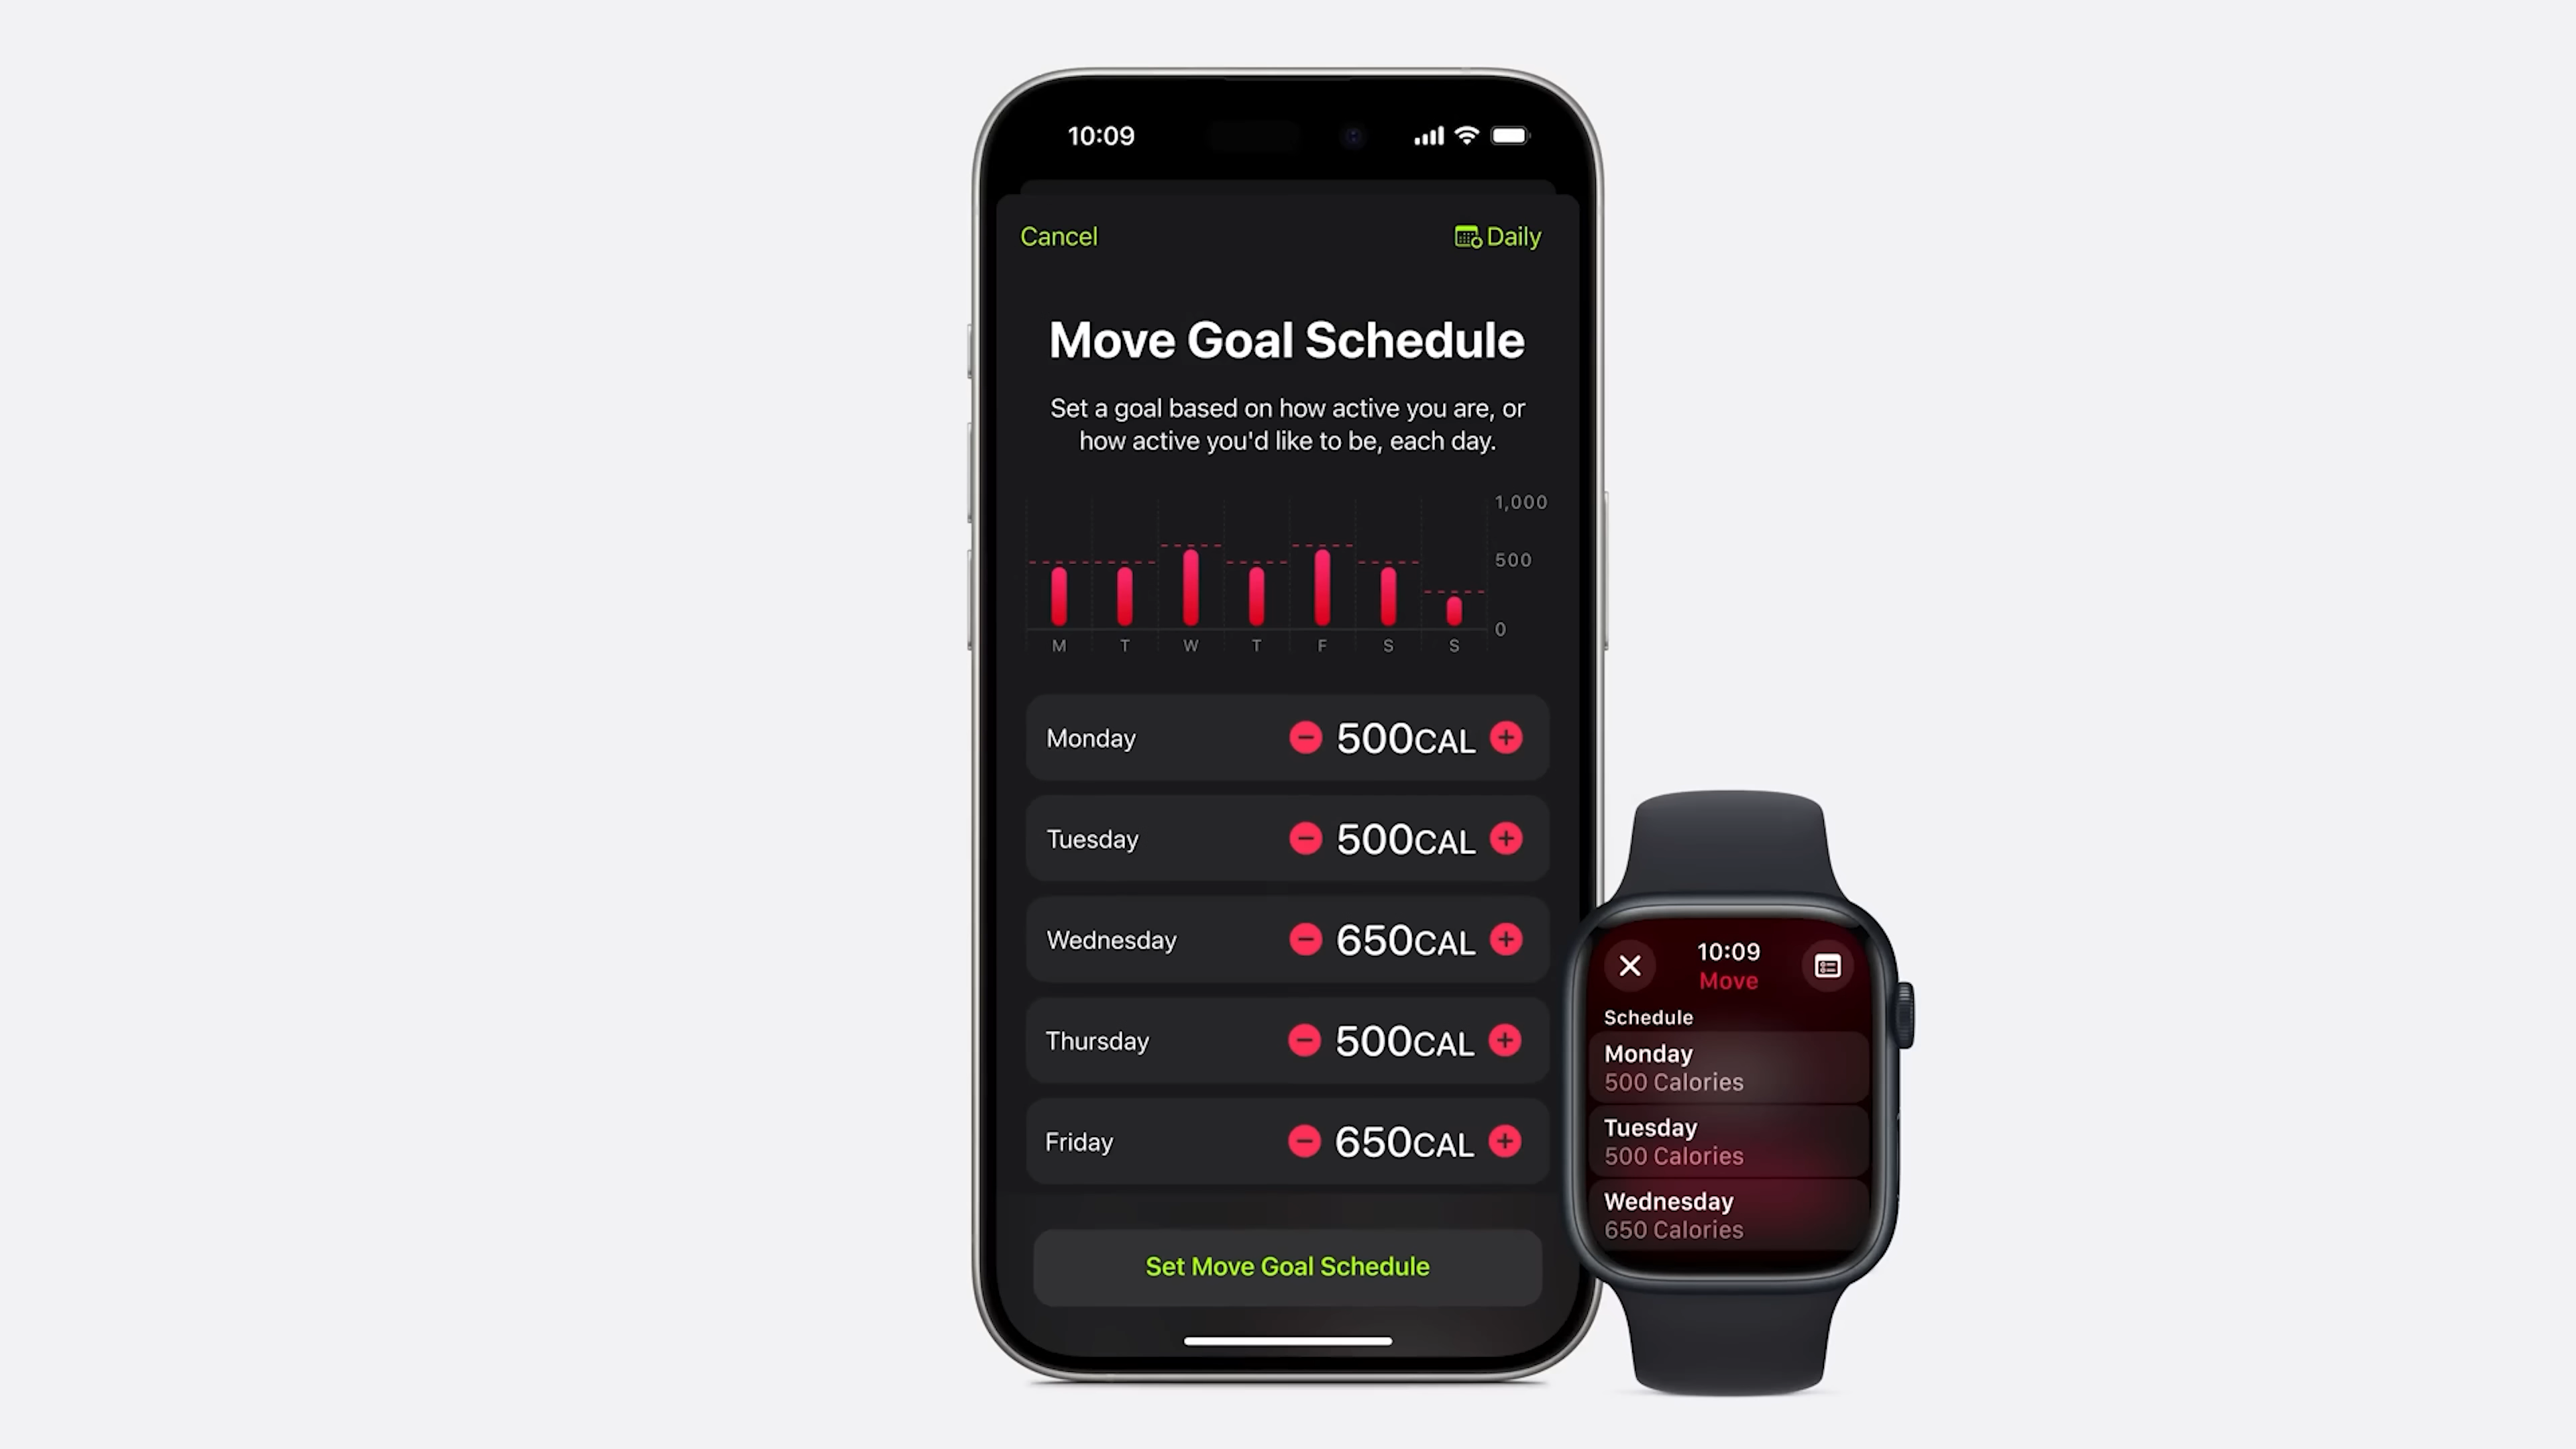 10:09
Cancel
Daily
Move Goal Schedule
Set a goal based on how active you are, or
how active you'd like to be, each day.
1,000
500
0
M T W T F S S
Monday
500CAL
Tuesday
500CAL
Wednesday
650CAL
Thursday
500CAL
Friday
650CAL
Set Move Goal Schedule
10:09
Move
Schedule
Monday
500 Calories
Tuesday
500 Calories
Wednesday
650 Calories